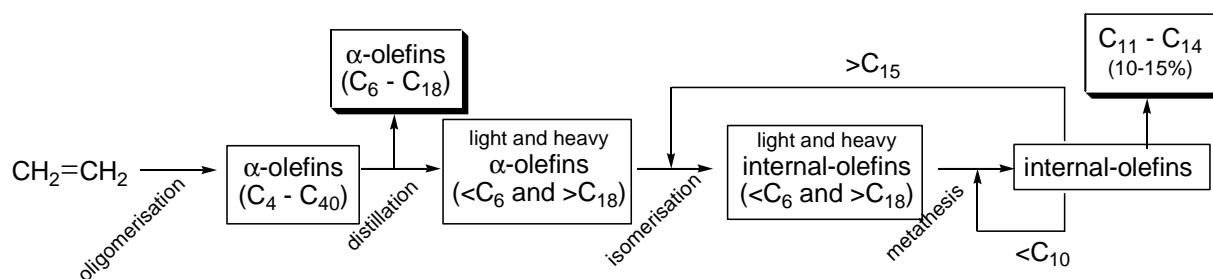 CH₂=CH₂
oligomerisation
α-olefins
(C₄ - C₄₀)
distillation
α-olefins
(C₆ - C₁₈)
light and heavy
α-olefins
(<C₆ and >C₁₈)
isomerisation
>C₁₅
light and heavy
internal-olefins
(<C₆ and >C₁₈)
metathesis
<C₁₀
internal-olefins
C₁₁ - C₁₄
(10-15%)